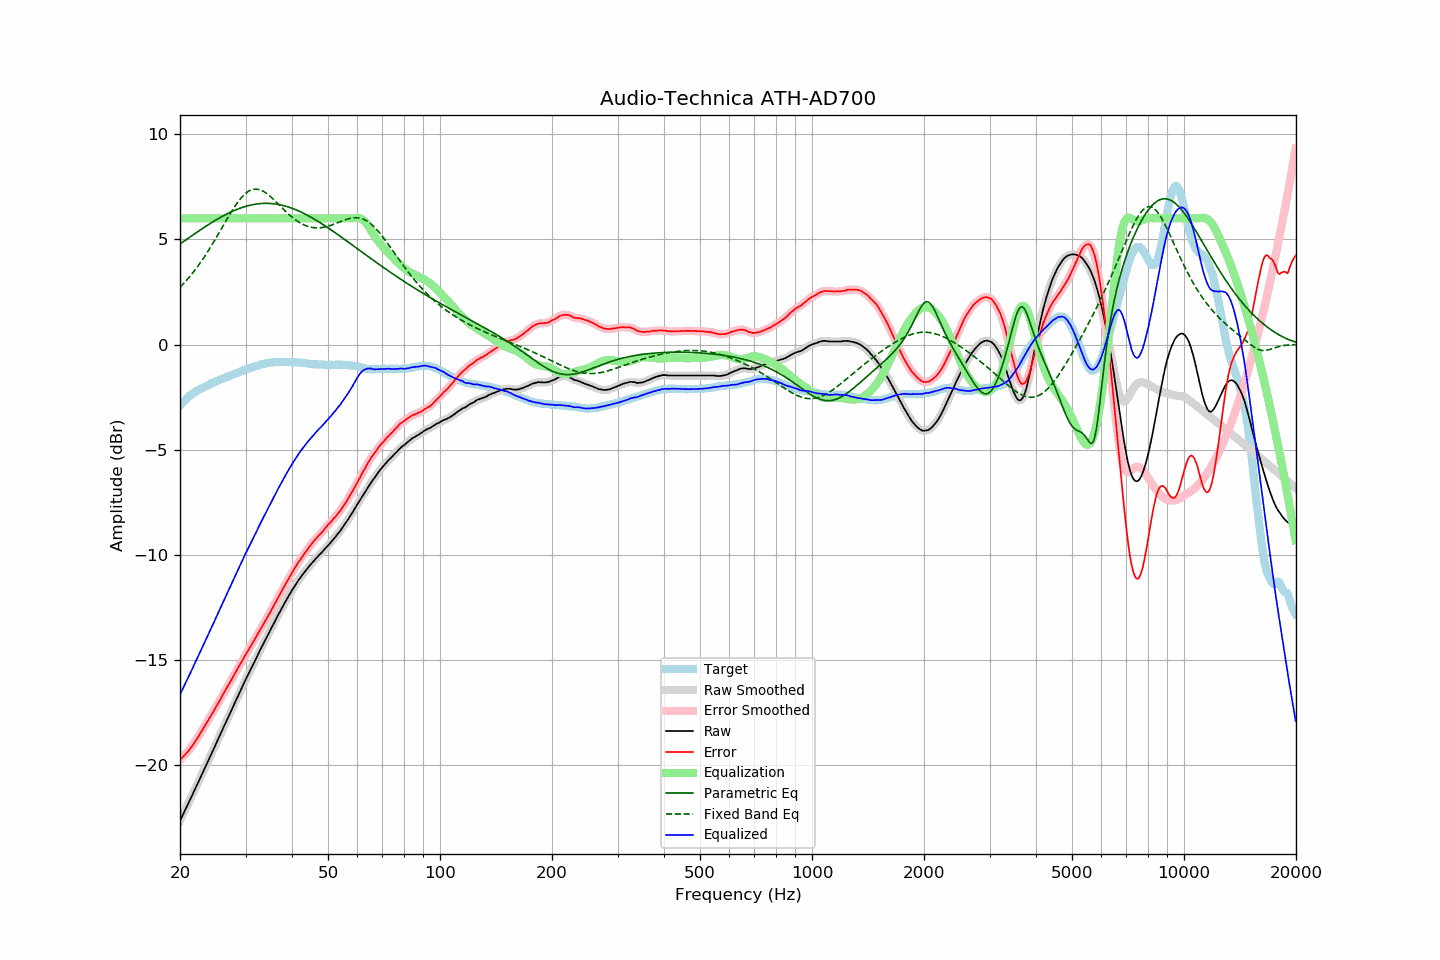 Audio-Technica ATH-AD700
Amplitude (dBr)
10
5
0
−5
−10
−15
−20
Target
Raw Smoothed
Error Smoothed
Raw
Error
Equalization
Parametric Eq
Fixed Band Eq
Equalized
20 50 100 200 500 1000 2000 5000 10000 20000
Frequency (Hz)